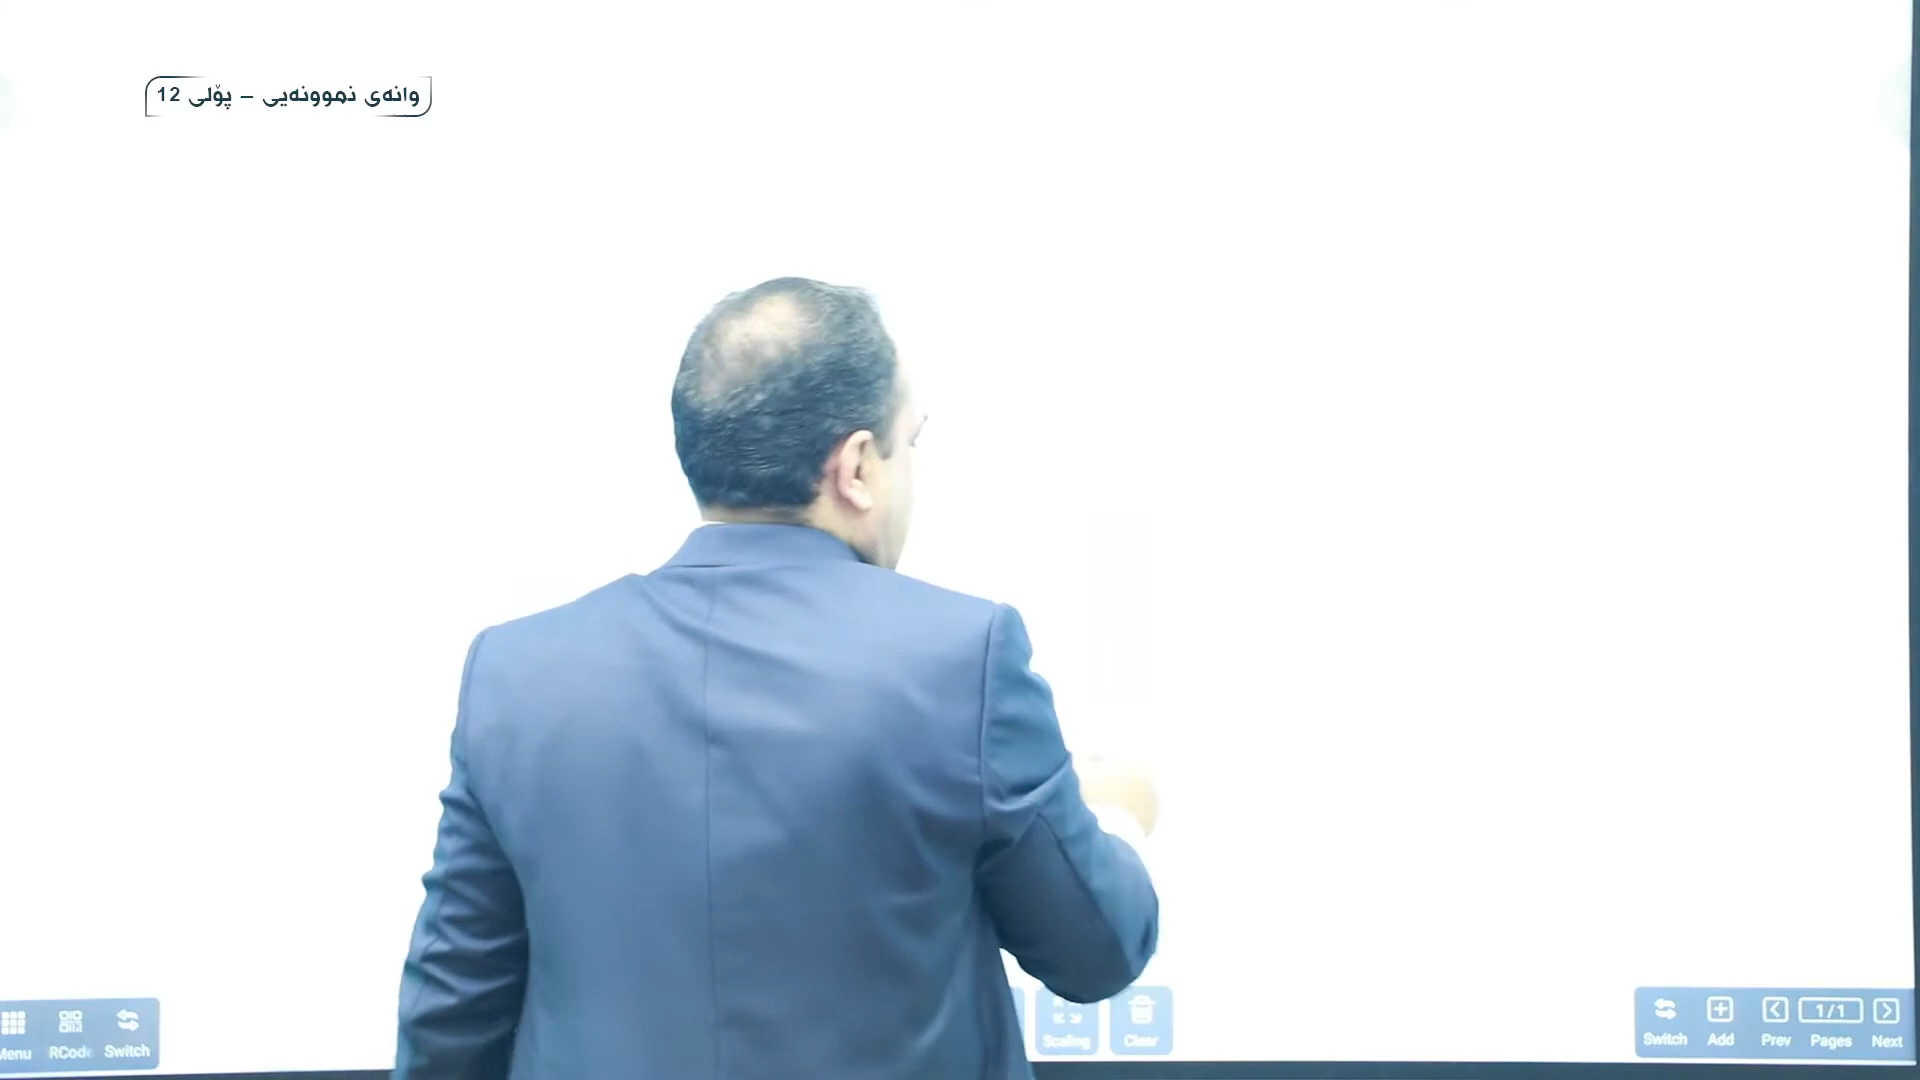 وانەی نموونەیی – پۆلی 12
Menu
RCode
Switch
Scaling
Clear
Switch
Add
Prev
1/1
Pages
Next